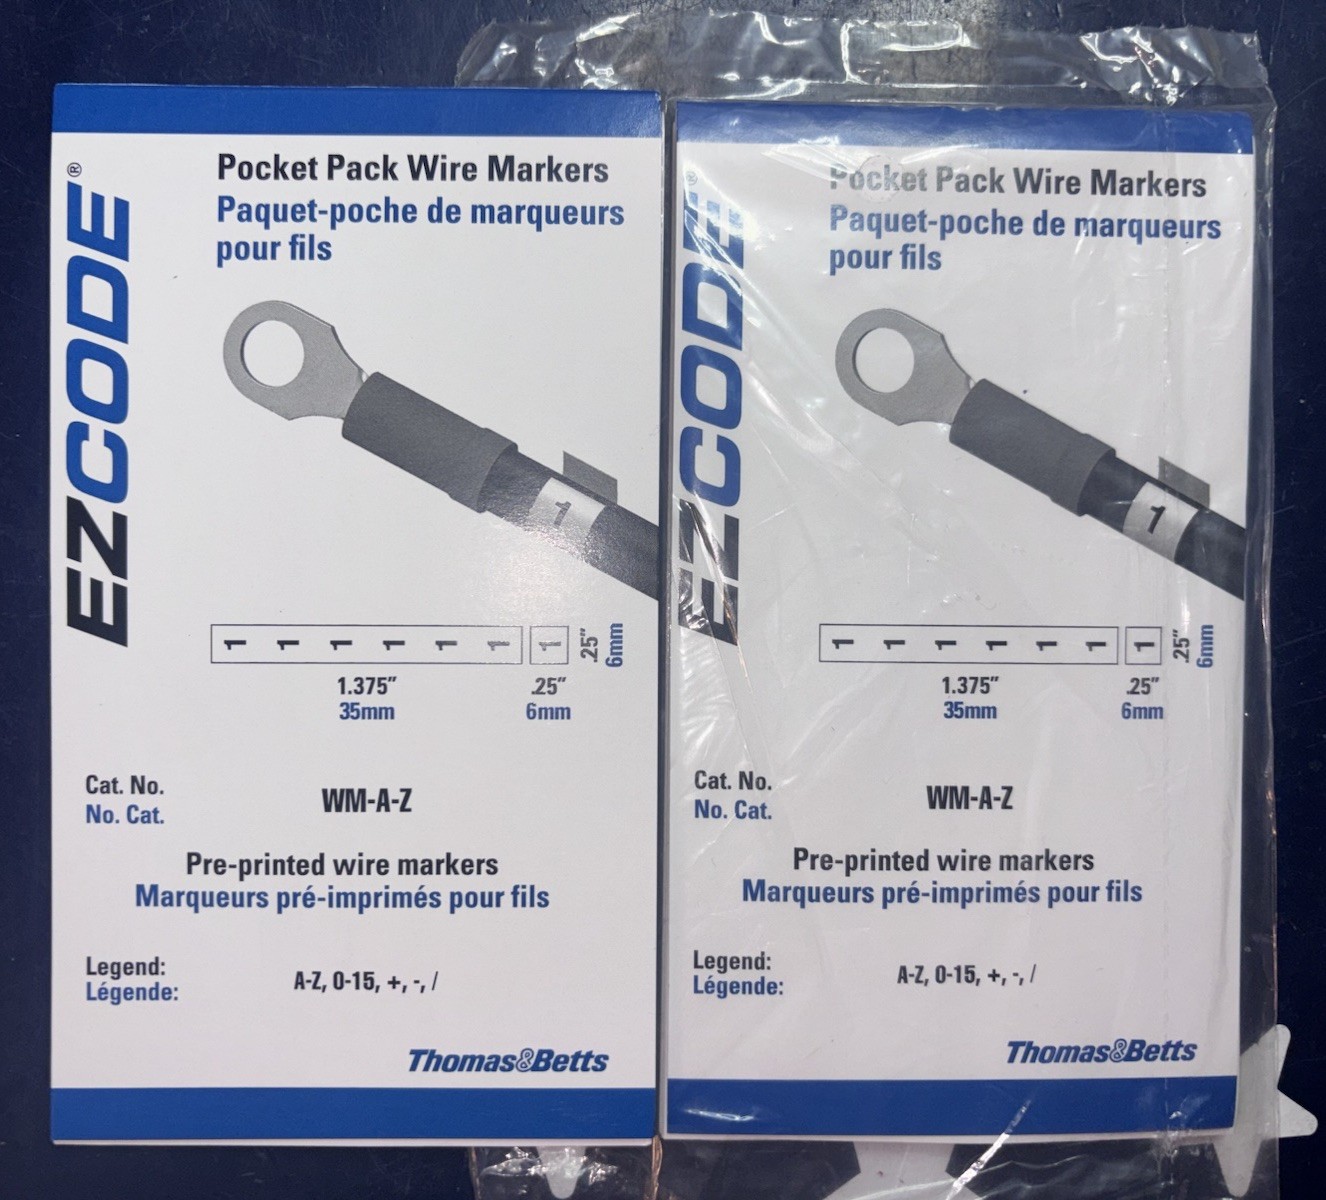 EZCODE®
Pocket Pack Wire Markers
Paquet-poche de marqueurs
pour fils
1
1 1 1 1 1 1 1
.25"
6mm
1.375" .25"
35mm 6mm
Cat. No.
No. Cat.
WM-A-Z
Pre-printed wire markers
Marqueurs pré-imprimés pour fils
Legend:
Légende:
A-Z, 0-15, +, -, /
Thomas&Betts
EZCODE®
Pocket Pack Wire Markers
Paquet-poche de marqueurs
pour fils
1
1 1 1 1 1 1 1
.25"
6mm
1.375" .25"
35mm 6mm
Cat. No.
No. Cat.
WM-A-Z
Pre-printed wire markers
Marqueurs pré-imprimés pour fils
Legend:
Légende:
A-Z, 0-15, +, -, /
Thomas&Betts